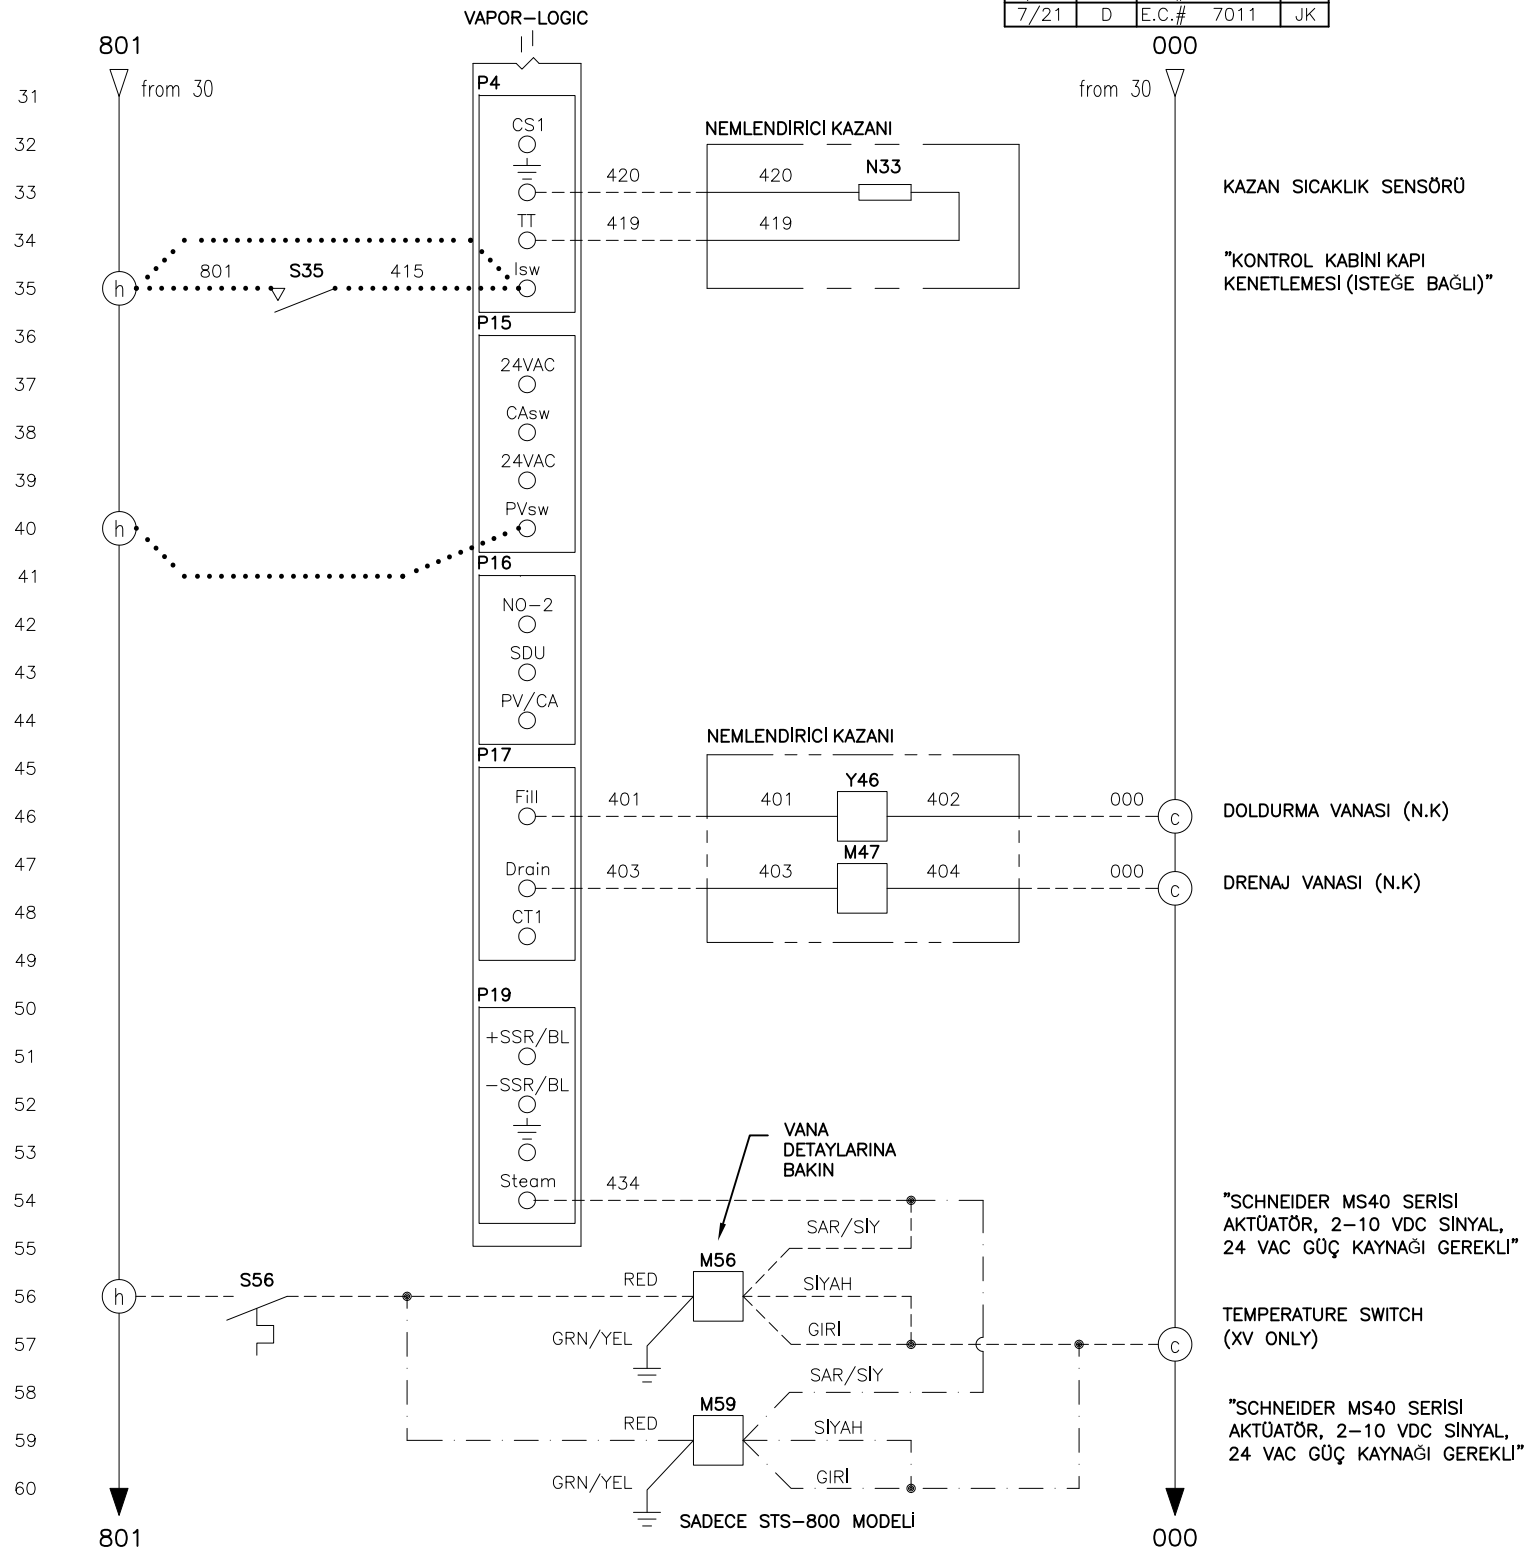 7/21 D E.C.# 7011 JK
VAPOR-LOGIC
801
000
from 30
from 30
31
P4
CS1
32
NEMLENDİRİCİ KAZANI
N33
33
420
420
KAZAN SICAKLIK SENSÖRÜ
TT
34
419
419
"KONTROL KABİNİ KAPI
KENETLEMESİ (İSTEĞE BAĞLI)"
Isw
35
h
801
S35
415
36
P15
24VAC
37
CAsw
38
24VAC
39
PVsw
40
h
41
P16
NO-2
42
SDU
43
PV/CA
44
NEMLENDİRİCİ KAZANI
45
P17
Y46
Fill
46
401
401
402
000
c
DOLDURMA VANASI (N.K)
47
M47
Drain
403
403
404
000
c
DRENAJ VANASI (N.K)
48
CT1
49
50
P19
+SSR/BL
51
-SSR/BL
52
53
VANA
DETAYLARINA
BAKIN
Steam
54
434
"SCHNEIDER MS40 SERİSİ
AKTÜATÖR, 2-10 VDC SİNYAL,
24 VAC GÜÇ KAYNAĞI GEREKLİ"
SAR/SİY
55
M56
56
h
S56
RED
SİYAH
TEMPERATURE SWITCH
(XV ONLY)
57
GRN/YEL
GİRİ
c
58
SAR/SİY
M59
"SCHNEIDER MS40 SERİSİ
AKTÜATÖR, 2-10 VDC SİNYAL,
24 VAC GÜÇ KAYNAĞI GEREKLİ"
59
RED
SİYAH
60
GRN/YEL
GİRİ
SADECE STS-800 MODELİ
801
000